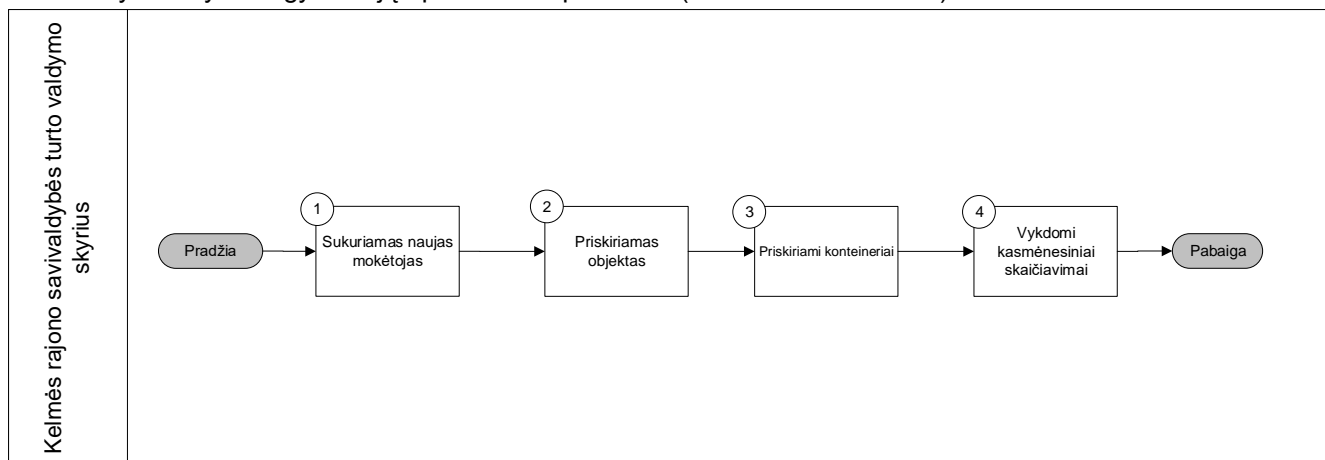 Kelmės rajono savivaldybės turto valdymo
skyrius
Pradžia
1
Sukuriamas naujas
mokėtojas
2
Priskiriamas
objektas
3
Priskiriami konteineriai
4
Vykdomi
kasmėnesiniai
skaičiavimai
Pabaiga